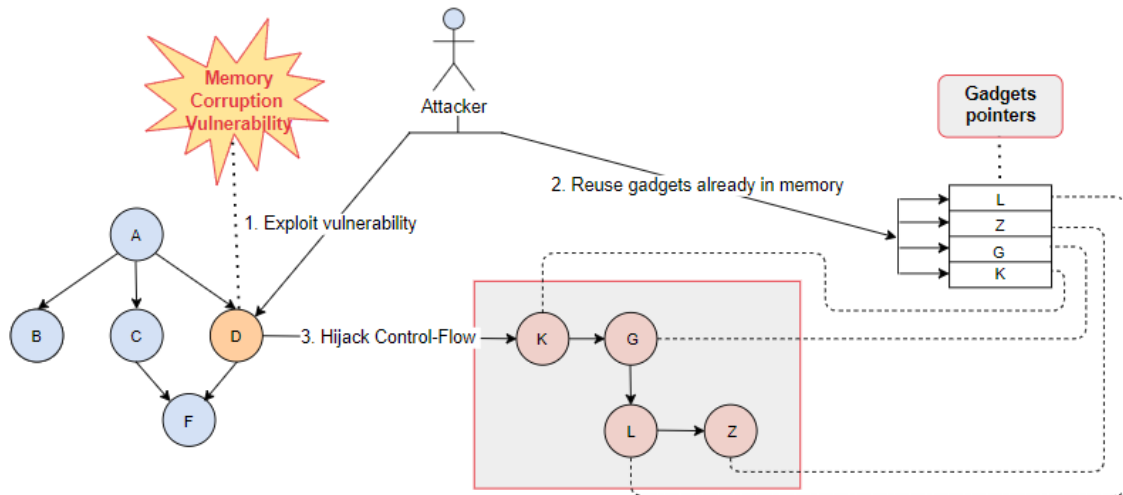 Memory
Corruption
Vulnerability
Attacker
Gadgets
pointers
2. Reuse gadgets already in memory
1. Exploit vulnerability
L
Z
G
K
A
B
C
D
3. Hijack Control-Flow
K
G
F
L
Z